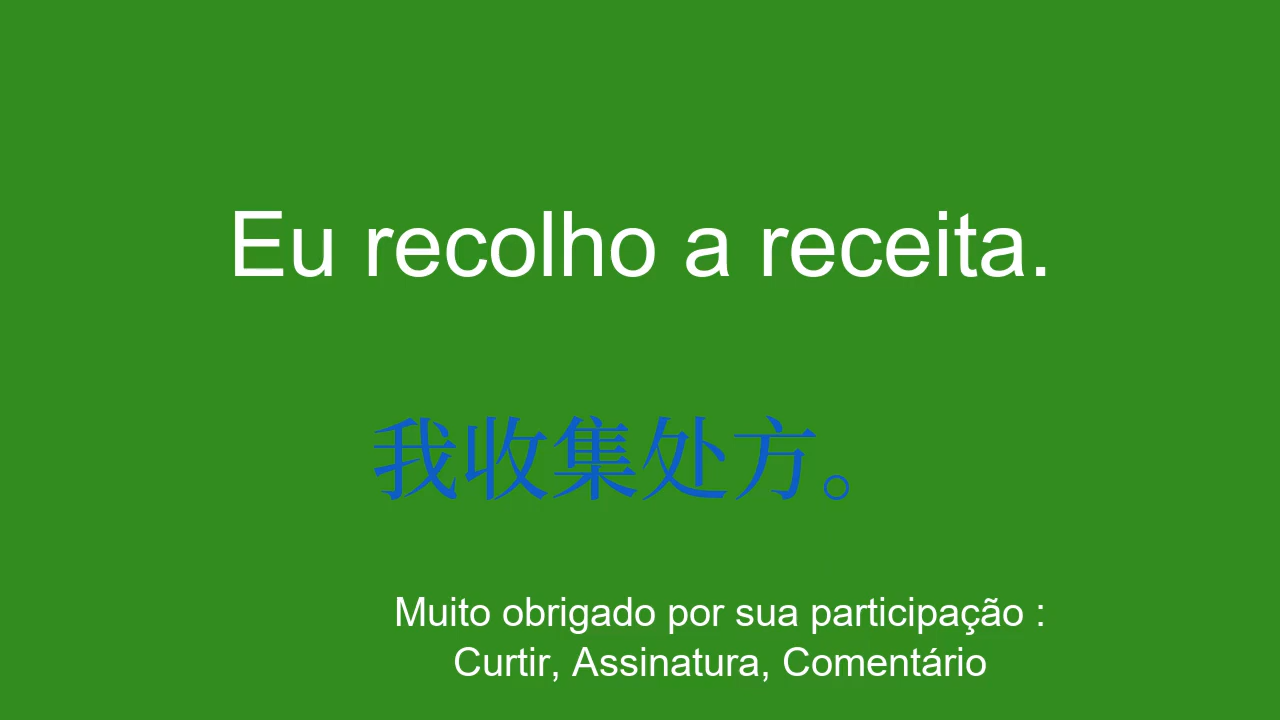 Eu recolho a receita.
我收集处方。
Muito obrigado por sua participação :
Curtir, Assinatura, Comentário